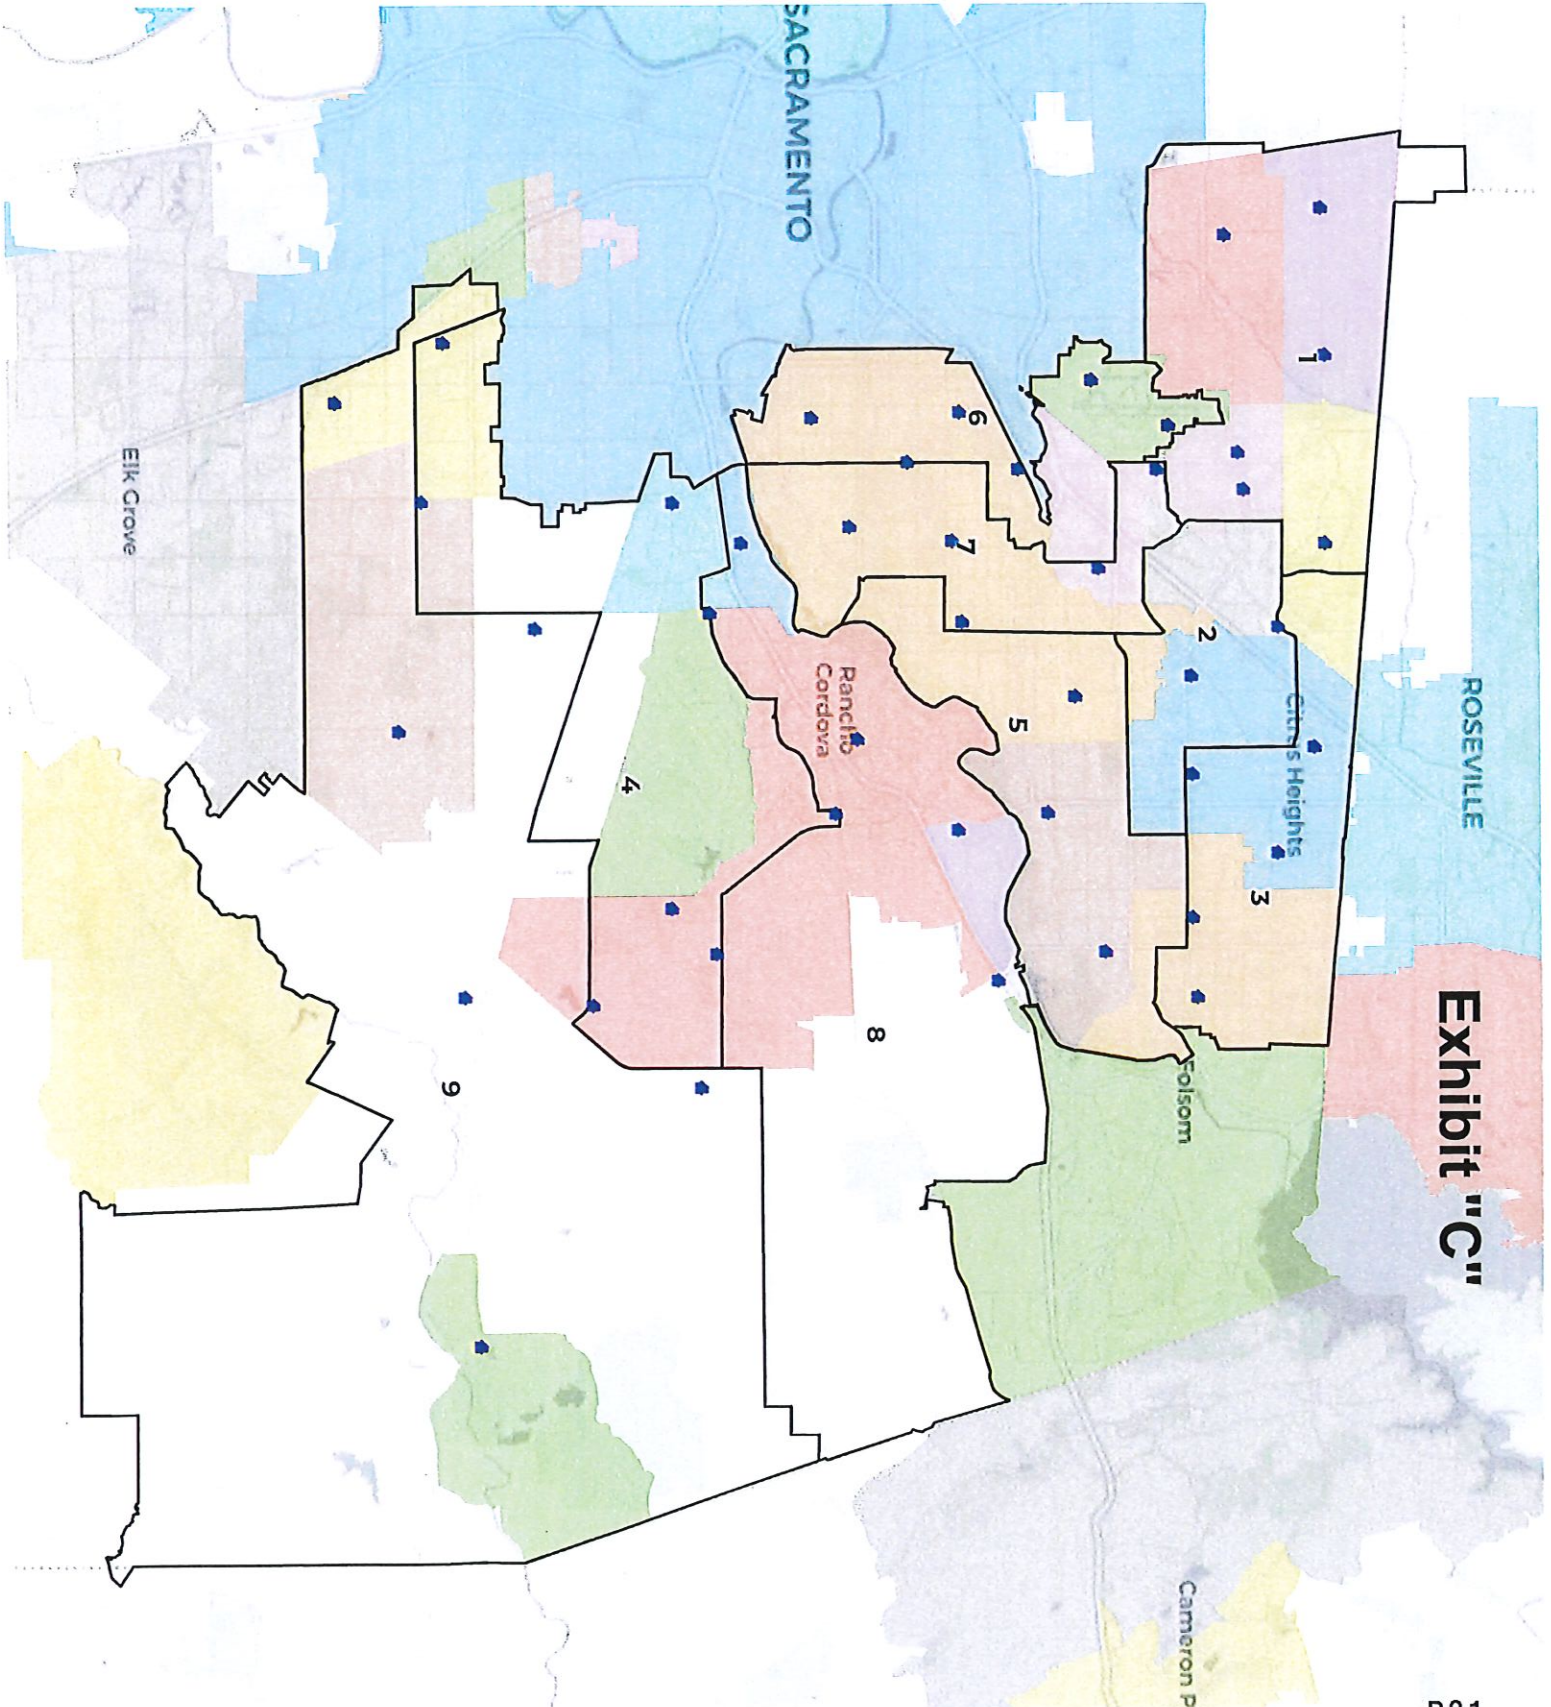 Exhibit "C"
ROSEVILLE
Citrus Heights
Folsom
Cameron P
SACRAMENTO
Rancho
Cordova
Elk Grove
1
2
3
4
5
6
7
8
9